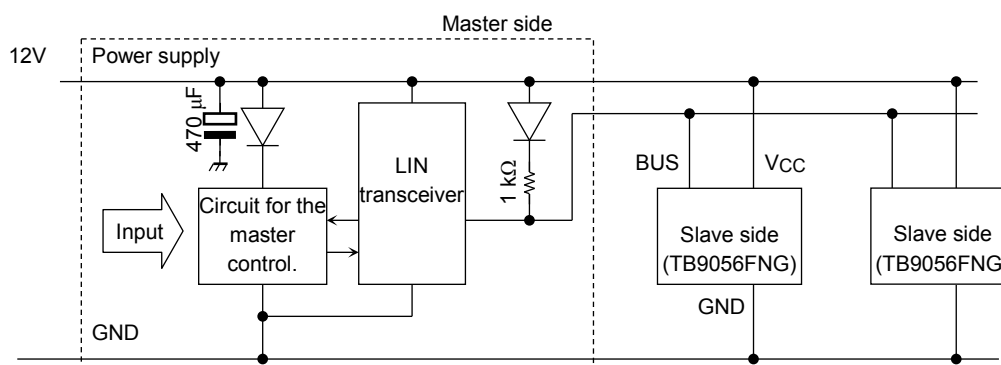 Master side
12V
Power supply
470 μF
LIN
transceiver
1 kΩ
BUS
VCC
Input
Circuit for the
master
control.
Slave side
(TB9056FNG)
Slave side
(TB9056FNG
GND
GND